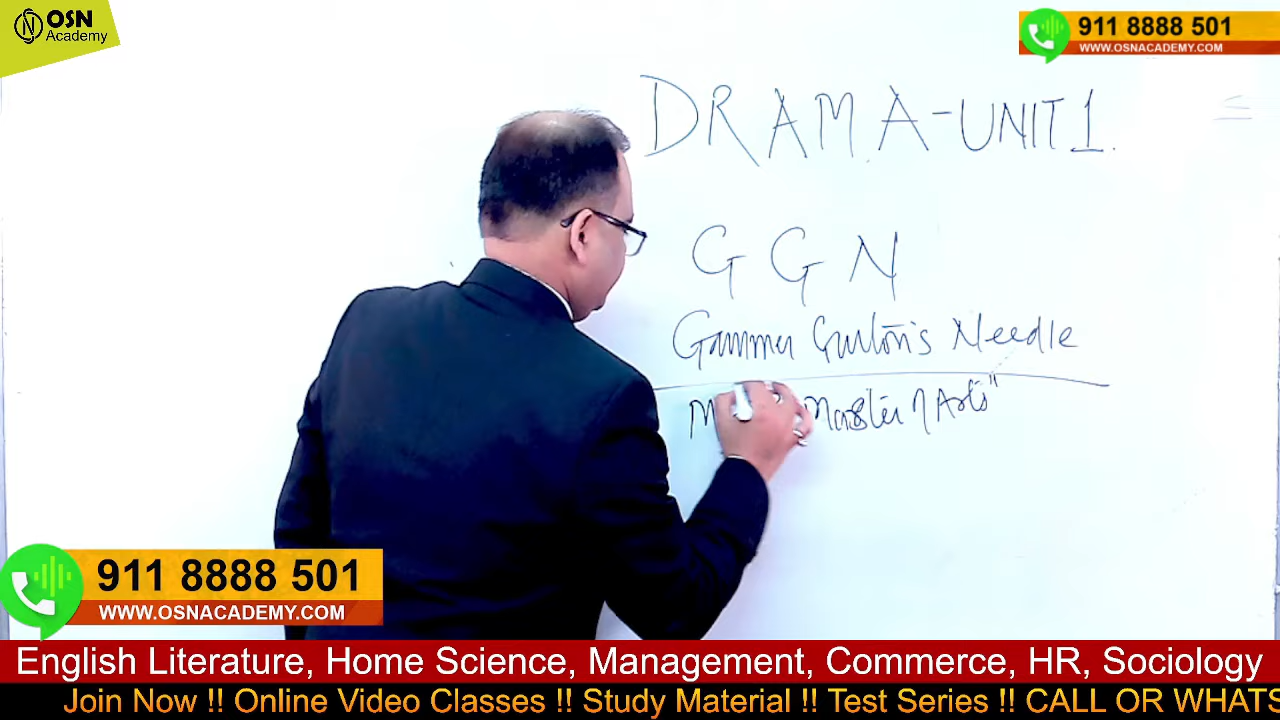 OSN
Academy
911 8888 501
WWW.OSNACADEMY.COM
DRAMA-UNIT 1.
G G N
Gammer Gurton's Needle
Master of Arts"
911 8888 501
WWW.OSNACADEMY.COM
English Literature, Home Science, Management, Commerce, HR, Sociology
Join Now !! Online Video Classes !! Study Material !! Test Series !! CALL OR WHATS